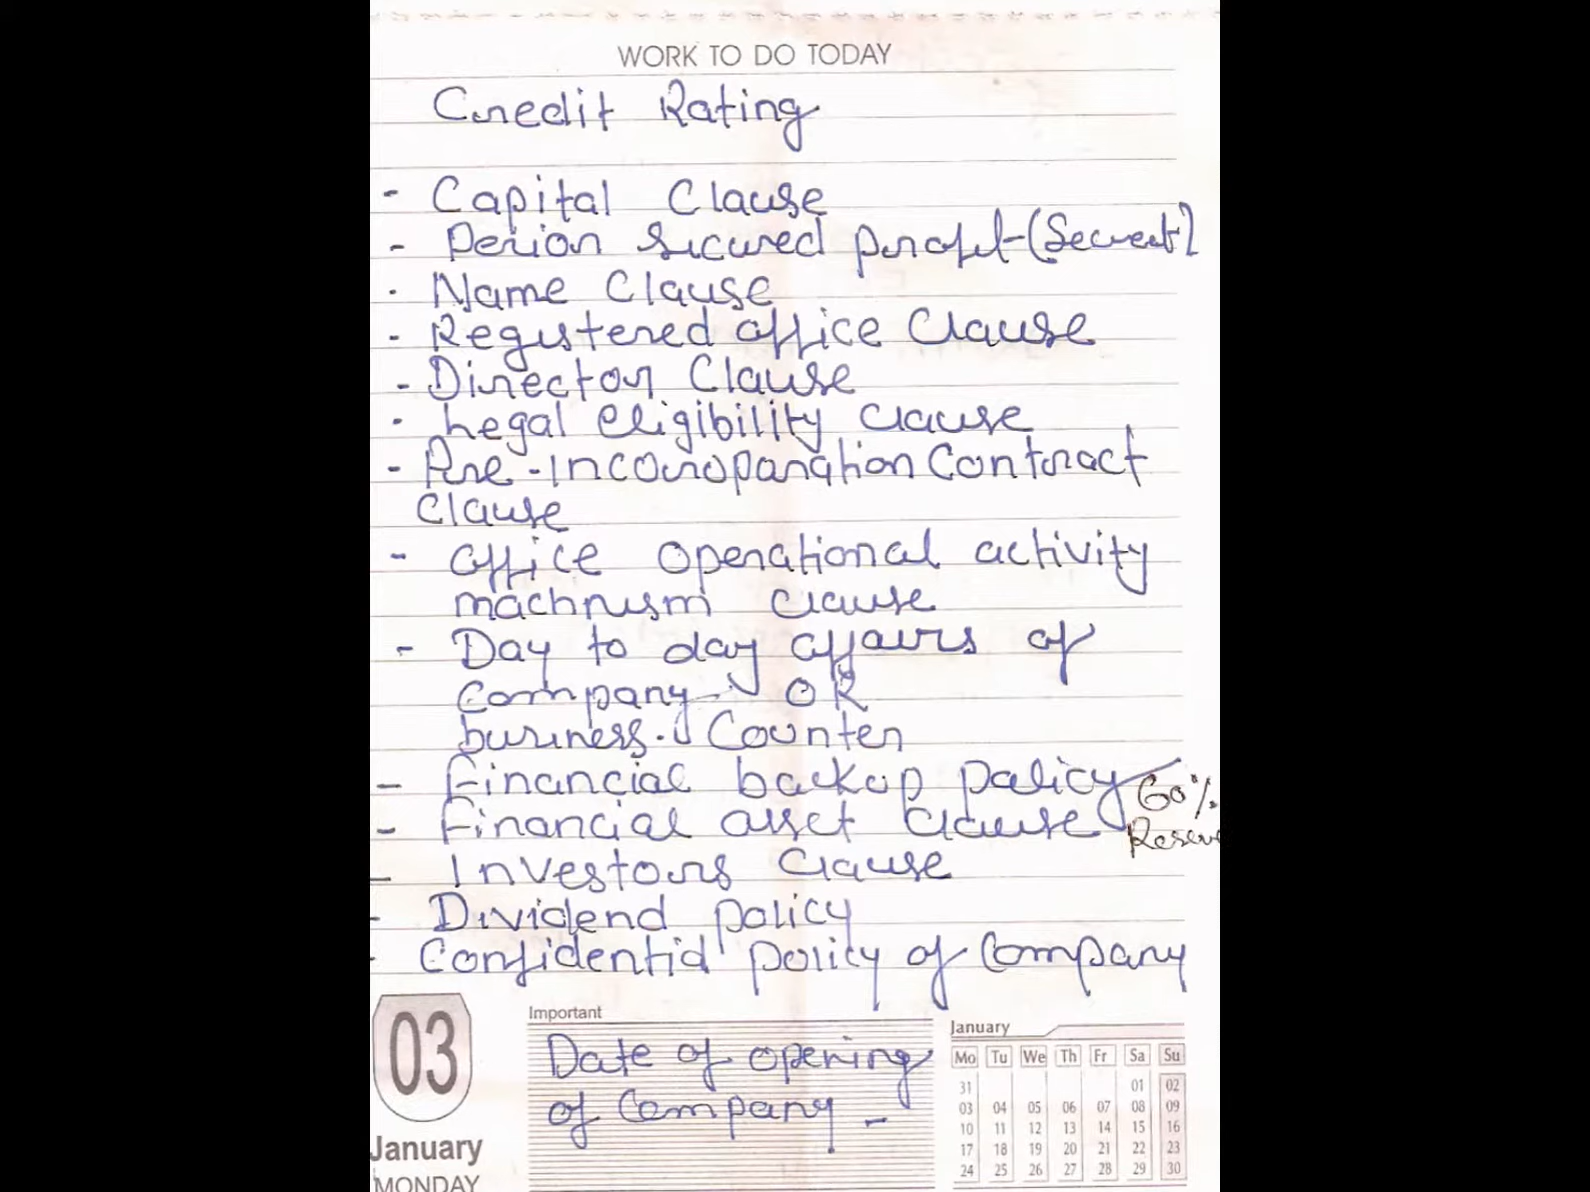 WORK TO DO TODAY
Credit Rating
- Capital Clause
- Perion secured profit-(Secret)
- Name Clause
- Registered office Clause
- Director Clause
- Legal eligibility Clause
- Pre-Incoroparation Contract
Clause
- Office operational activity
machnism clause
- Day to day affairs of
company. OR
business. Counter
- Financial backup policy
60%
- Financial asset Clause
Reserv
- Investors Clause
- Dividend policy
- Confidential policy of Company
03
January
MONDAY
Important
Date of opening
of Company -
January
Mo Tu We Th Fr Sa Su
31 01 02
03 04 05 06 07 08 09
10 11 12 13 14 15 16
17 18 19 20 21 22 23
24 25 26 27 28 29 30